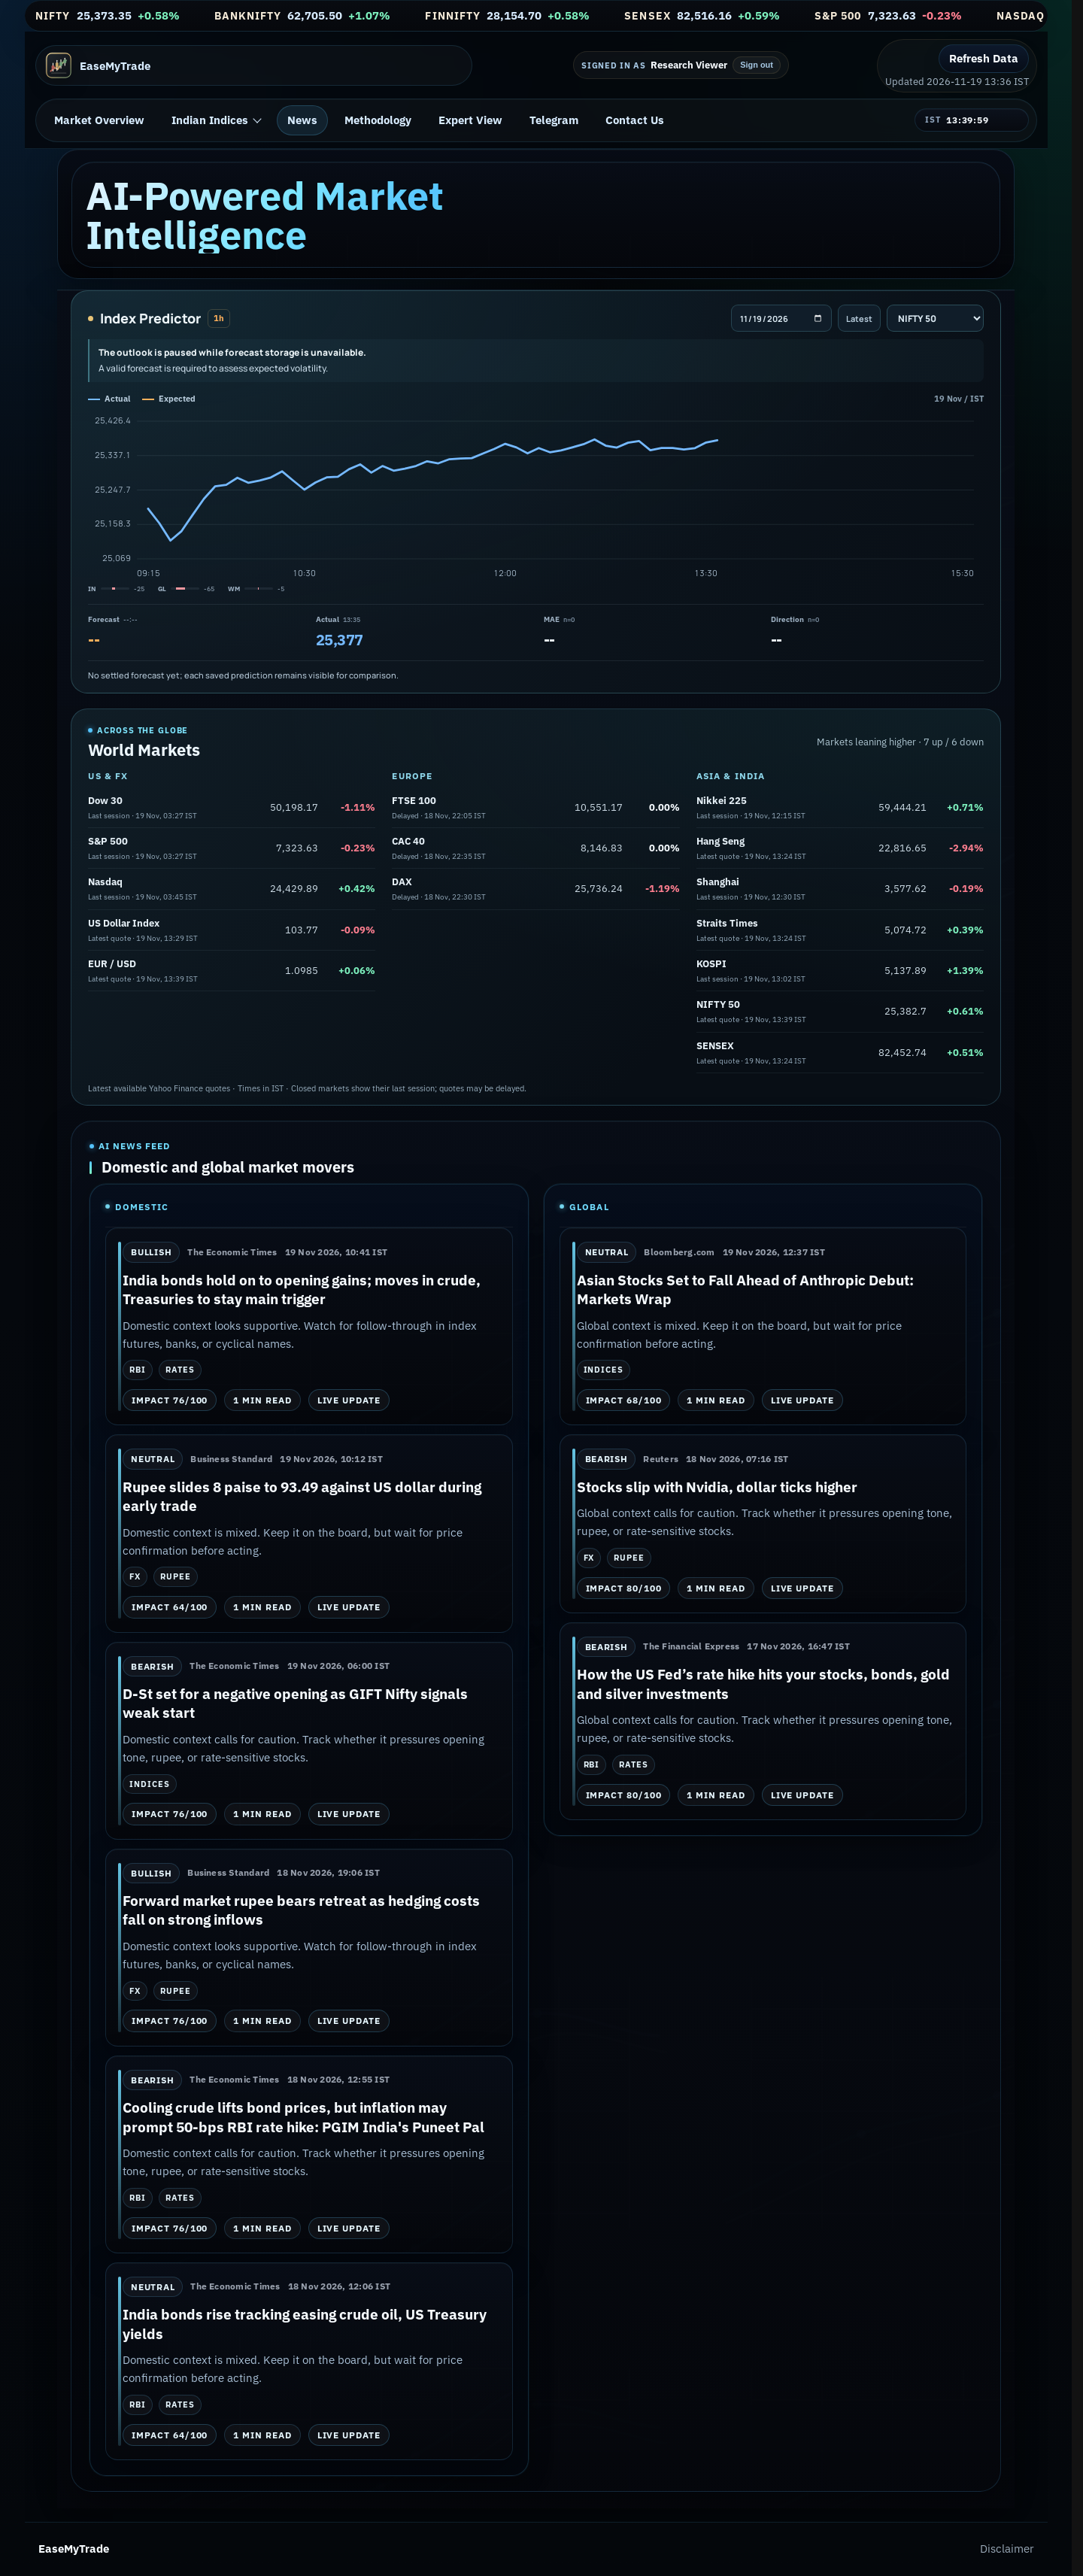 NIFTY 25,373.35 +0.58% BANKNIFTY 62,705.50 +1.07% FINNIFTY 28,154.70 +0.58% SENSEX 82,516.16 +0.59% S&P 500 7,323.63 -0.23% NASDAQ
EaseMyTrade
SIGNED IN AS Research Viewer Sign out
Refresh Data
Updated 2026-11-19 13:36 IST
Market Overview Indian Indices News Methodology Expert View Telegram Contact Us
IST 13:39:59
AI-Powered Market
Intelligence
Index Predictor 1h
11/19/2026 Latest NIFTY 50
The outlook is paused while forecast storage is unavailable.
A valid forecast is required to assess expected volatility.
Actual Expected 19 Nov / IST
25,426.4
25,337.1
25,247.7
25,158.3
25,069
09:15 10:30 12:00 13:30 15:30
IN -25 GL -65 WM -5
Forecast --:-- Actual 13:35 MAE n=0 Direction n=0
-- 25,377 -- --
No settled forecast yet; each saved prediction remains visible for comparison.
ACROSS THE GLOBE
World Markets
Markets leaning higher · 7 up / 6 down
US & FX
Dow 30 50,198.17 -1.11%
Last session · 19 Nov, 03:27 IST
S&P 500 7,323.63 -0.23%
Last session · 19 Nov, 03:27 IST
Nasdaq 24,429.89 +0.42%
Last session · 19 Nov, 03:45 IST
US Dollar Index 103.77 -0.09%
Latest quote · 19 Nov, 13:29 IST
EUR / USD 1.0985 +0.06%
Latest quote · 19 Nov, 13:39 IST
EUROPE
FTSE 100 10,551.17 0.00%
Delayed · 18 Nov, 22:05 IST
CAC 40 8,146.83 0.00%
Delayed · 18 Nov, 22:35 IST
DAX 25,736.24 -1.19%
Delayed · 18 Nov, 22:30 IST
ASIA & INDIA
Nikkei 225 59,444.21 +0.71%
Last session · 19 Nov, 12:15 IST
Hang Seng 22,816.65 -2.94%
Latest quote · 19 Nov, 13:24 IST
Shanghai 3,577.62 -0.19%
Last session · 19 Nov, 12:30 IST
Straits Times 5,074.72 +0.39%
Latest quote · 19 Nov, 13:24 IST
KOSPI 5,137.89 +1.39%
Last session · 19 Nov, 13:02 IST
NIFTY 50 25,382.7 +0.61%
Latest quote · 19 Nov, 13:39 IST
SENSEX 82,452.74 +0.51%
Latest quote · 19 Nov, 13:24 IST
Latest available Yahoo Finance quotes · Times in IST · Closed markets show their last session; quotes may be delayed.
AI NEWS FEED
Domestic and global market movers
DOMESTIC
BULLISH The Economic Times 19 Nov 2026, 10:41 IST
India bonds hold on to opening gains; moves in crude,
Treasuries to stay main trigger
Domestic context looks supportive. Watch for follow-through in index
futures, banks, or cyclical names.
RBI RATES
IMPACT 76/100 1 MIN READ LIVE UPDATE
NEUTRAL Business Standard 19 Nov 2026, 10:12 IST
Rupee slides 8 paise to 93.49 against US dollar during
early trade
Domestic context is mixed. Keep it on the board, but wait for price
confirmation before acting.
FX RUPEE
IMPACT 64/100 1 MIN READ LIVE UPDATE
BEARISH The Economic Times 19 Nov 2026, 06:00 IST
D-St set for a negative opening as GIFT Nifty signals
weak start
Domestic context calls for caution. Track whether it pressures opening
tone, rupee, or rate-sensitive stocks.
INDICES
IMPACT 76/100 1 MIN READ LIVE UPDATE
BULLISH Business Standard 18 Nov 2026, 19:06 IST
Forward market rupee bears retreat as hedging costs
fall on strong inflows
Domestic context looks supportive. Watch for follow-through in index
futures, banks, or cyclical names.
FX RUPEE
IMPACT 76/100 1 MIN READ LIVE UPDATE
BEARISH The Economic Times 18 Nov 2026, 12:55 IST
Cooling crude lifts bond prices, but inflation may
prompt 50-bps RBI rate hike: PGIM India's Puneet Pal
Domestic context calls for caution. Track whether it pressures opening
tone, rupee, or rate-sensitive stocks.
RBI RATES
IMPACT 76/100 1 MIN READ LIVE UPDATE
NEUTRAL The Economic Times 18 Nov 2026, 12:06 IST
India bonds rise tracking easing crude oil, US Treasury
yields
Domestic context is mixed. Keep it on the board, but wait for price
confirmation before acting.
RBI RATES
IMPACT 64/100 1 MIN READ LIVE UPDATE
GLOBAL
NEUTRAL Bloomberg.com 19 Nov 2026, 12:37 IST
Asian Stocks Set to Fall Ahead of Anthropic Debut:
Markets Wrap
Global context is mixed. Keep it on the board, but wait for price
confirmation before acting.
INDICES
IMPACT 68/100 1 MIN READ LIVE UPDATE
BEARISH Reuters 18 Nov 2026, 07:16 IST
Stocks slip with Nvidia, dollar ticks higher
Global context calls for caution. Track whether it pressures opening tone,
rupee, or rate-sensitive stocks.
FX RUPEE
IMPACT 80/100 1 MIN READ LIVE UPDATE
BEARISH The Financial Express 17 Nov 2026, 16:47 IST
How the US Fed’s rate hike hits your stocks, bonds, gold
and silver investments
Global context calls for caution. Track whether it pressures opening tone,
rupee, or rate-sensitive stocks.
RBI RATES
IMPACT 80/100 1 MIN READ LIVE UPDATE
EaseMyTrade Disclaimer